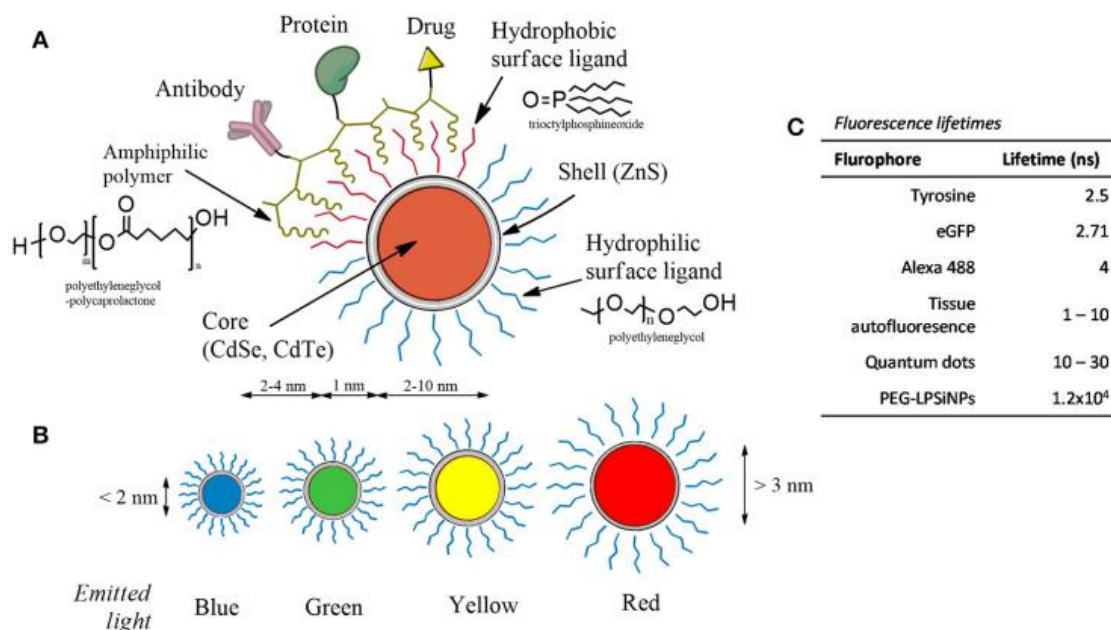 A
Protein
Drug
Hydrophobic
surface ligand
O=P
trioctylphosphineoxide
Antibody
Amphiphilic
polymer
H
O
m
O
O
n
OH
polyethyleneglycol
-polycaprolactone
Shell (ZnS)
Hydrophilic
surface ligand
O
n
O
OH
polyethyleneglycol
Core
(CdSe, CdTe)
2-4 nm
1 nm
2-10 nm
B
< 2 nm
> 3 nm
Emitted
light
Blue
Green
Yellow
Red
C
Fluorescence lifetimes
Flurophore Lifetime (ns)
Tyrosine 2.5
eGFP 2.71
Alexa 488 4
Tissue
autofluoresence 1 – 10
Quantum dots 10 – 30
PEG-LPSiNPs 1.2x10⁴